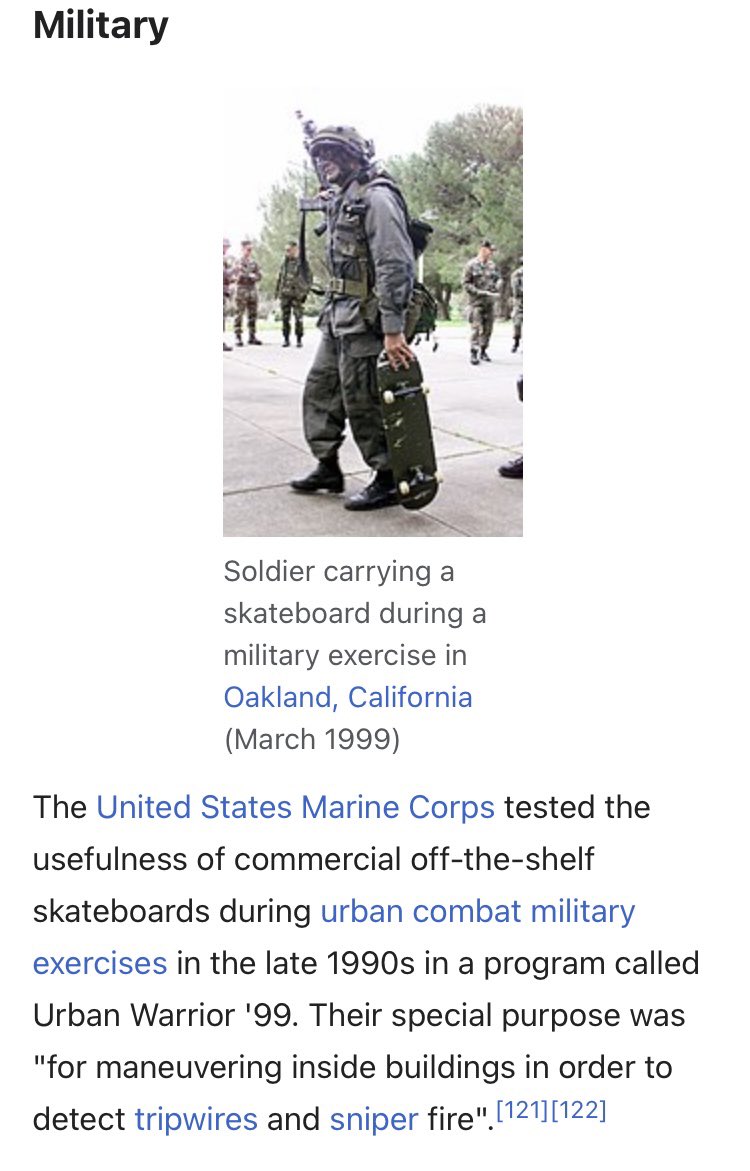 Military
Soldier carrying a
skateboard during a
military exercise in
Oakland, California
(March 1999)
The United States Marine Corps tested the
usefulness of commercial off-the-shelf
skateboards during urban combat military
exercises in the late 1990s in a program called
Urban Warrior '99. Their special purpose was
"for maneuvering inside buildings in order to
detect tripwires and sniper fire".[121][122]